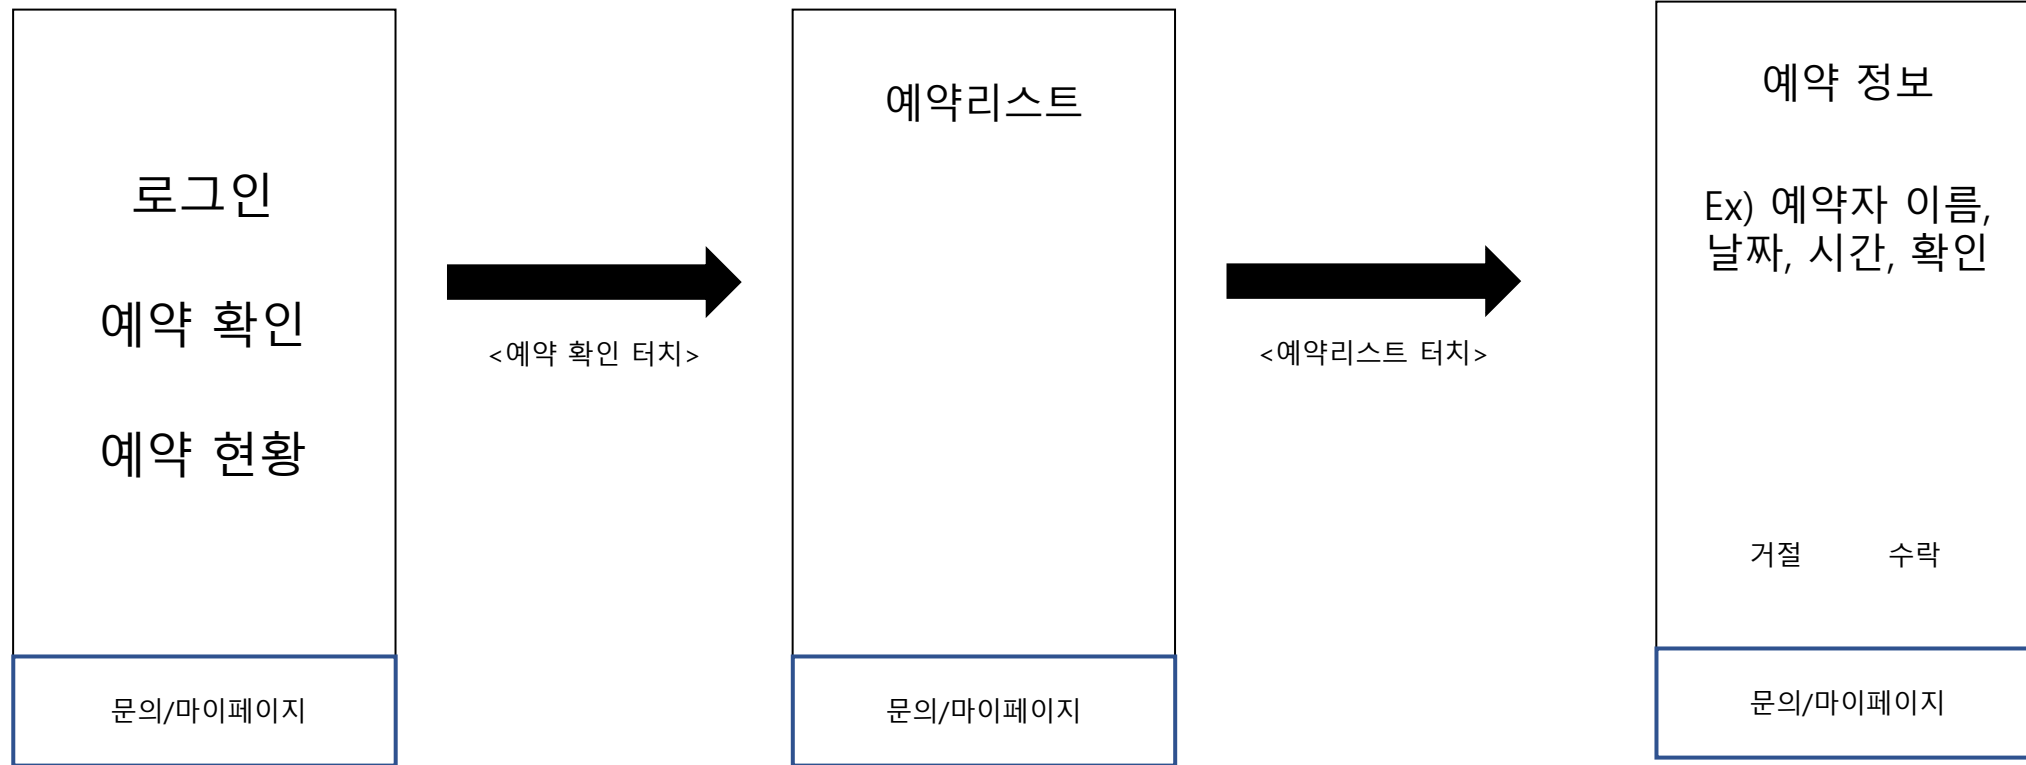 로그인
예약 확인
예약 현황
문의/마이페이지
<예약 확인 터치>
예약리스트
문의/마이페이지
<예약리스트 터치>
예약 정보
Ex) 예약자 이름,
날짜, 시간, 확인
거절 수락
문의/마이페이지